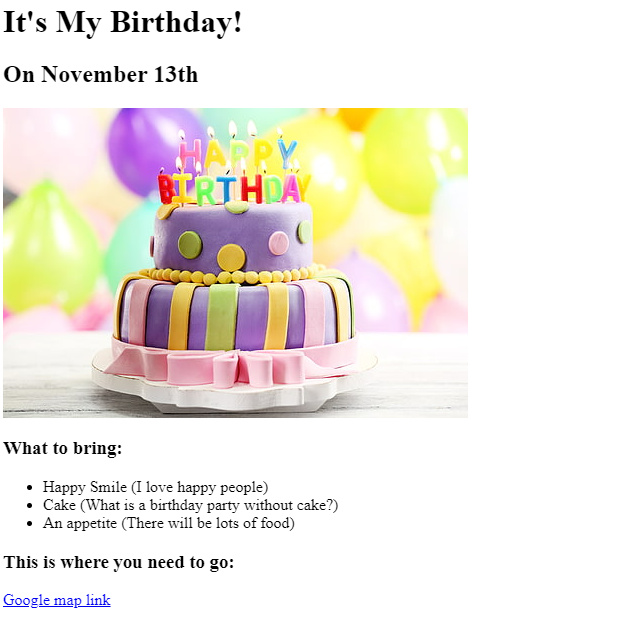 It's My Birthday!
On November 13th
HAPPY
BIRTHDAY
What to bring:
Happy Smile (I love happy people)
Cake (What is a birthday party without cake?)
An appetite (There will be lots of food)
This is where you need to go:
Google map link